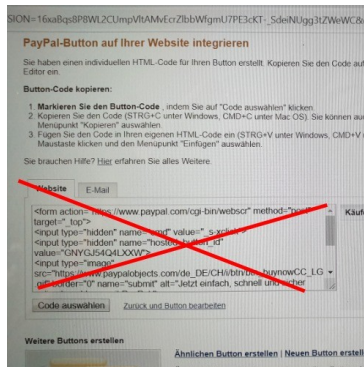 SION=16xaBqs8P8WL2CUmpVltAMvEcrZlbbWfgmU7PE3cKT-_SdeiNUgg3tZWeWC&
PayPal-Button auf Ihrer Website integrieren
Sie haben einen individuellen HTML-Code für Ihren Button erstellt. Kopieren Sie den Code auf
Editor ein.
Button-Code kopieren:
1. Markieren Sie den Button-Code , indem Sie auf "Code auswählen" klicken.
2. Kopieren Sie den Code (STRG+C unter Windows, CMD+C unter Mac OS). Sie können auc
Menüpunkt "Kopieren" auswählen.
3. Fügen Sie den Code in Ihren eigenen HTML-Code ein (STRG+V unter Windows, CMD+V
Maustaste klicken und den Menüpunkt "Einfügen" auswählen.
Sie brauchen Hilfe? Hier erfahren Sie alles Weitere.
Website E-Mail
<form action="https://www.paypal.com/cgi-bin/webscr" method="post"
target="_top">
<input type="hidden" name="cmd" value="_s-xclick">
<input type="hidden" name="hosted_button_id"
value="GNYGJ54Q4LXXW">
<input type="image"
src="https://www.paypalobjects.com/de_DE/CH/i/btn/btn_buynowCC_LG
.gif" border="0" name="submit" alt="Jetzt einfach, schnell und sicher
Käufe
Code auswählen Zurück und Button bearbeiten
Weitere Buttons erstellen
Ähnlichen Button erstellen | Neuen Button erstell